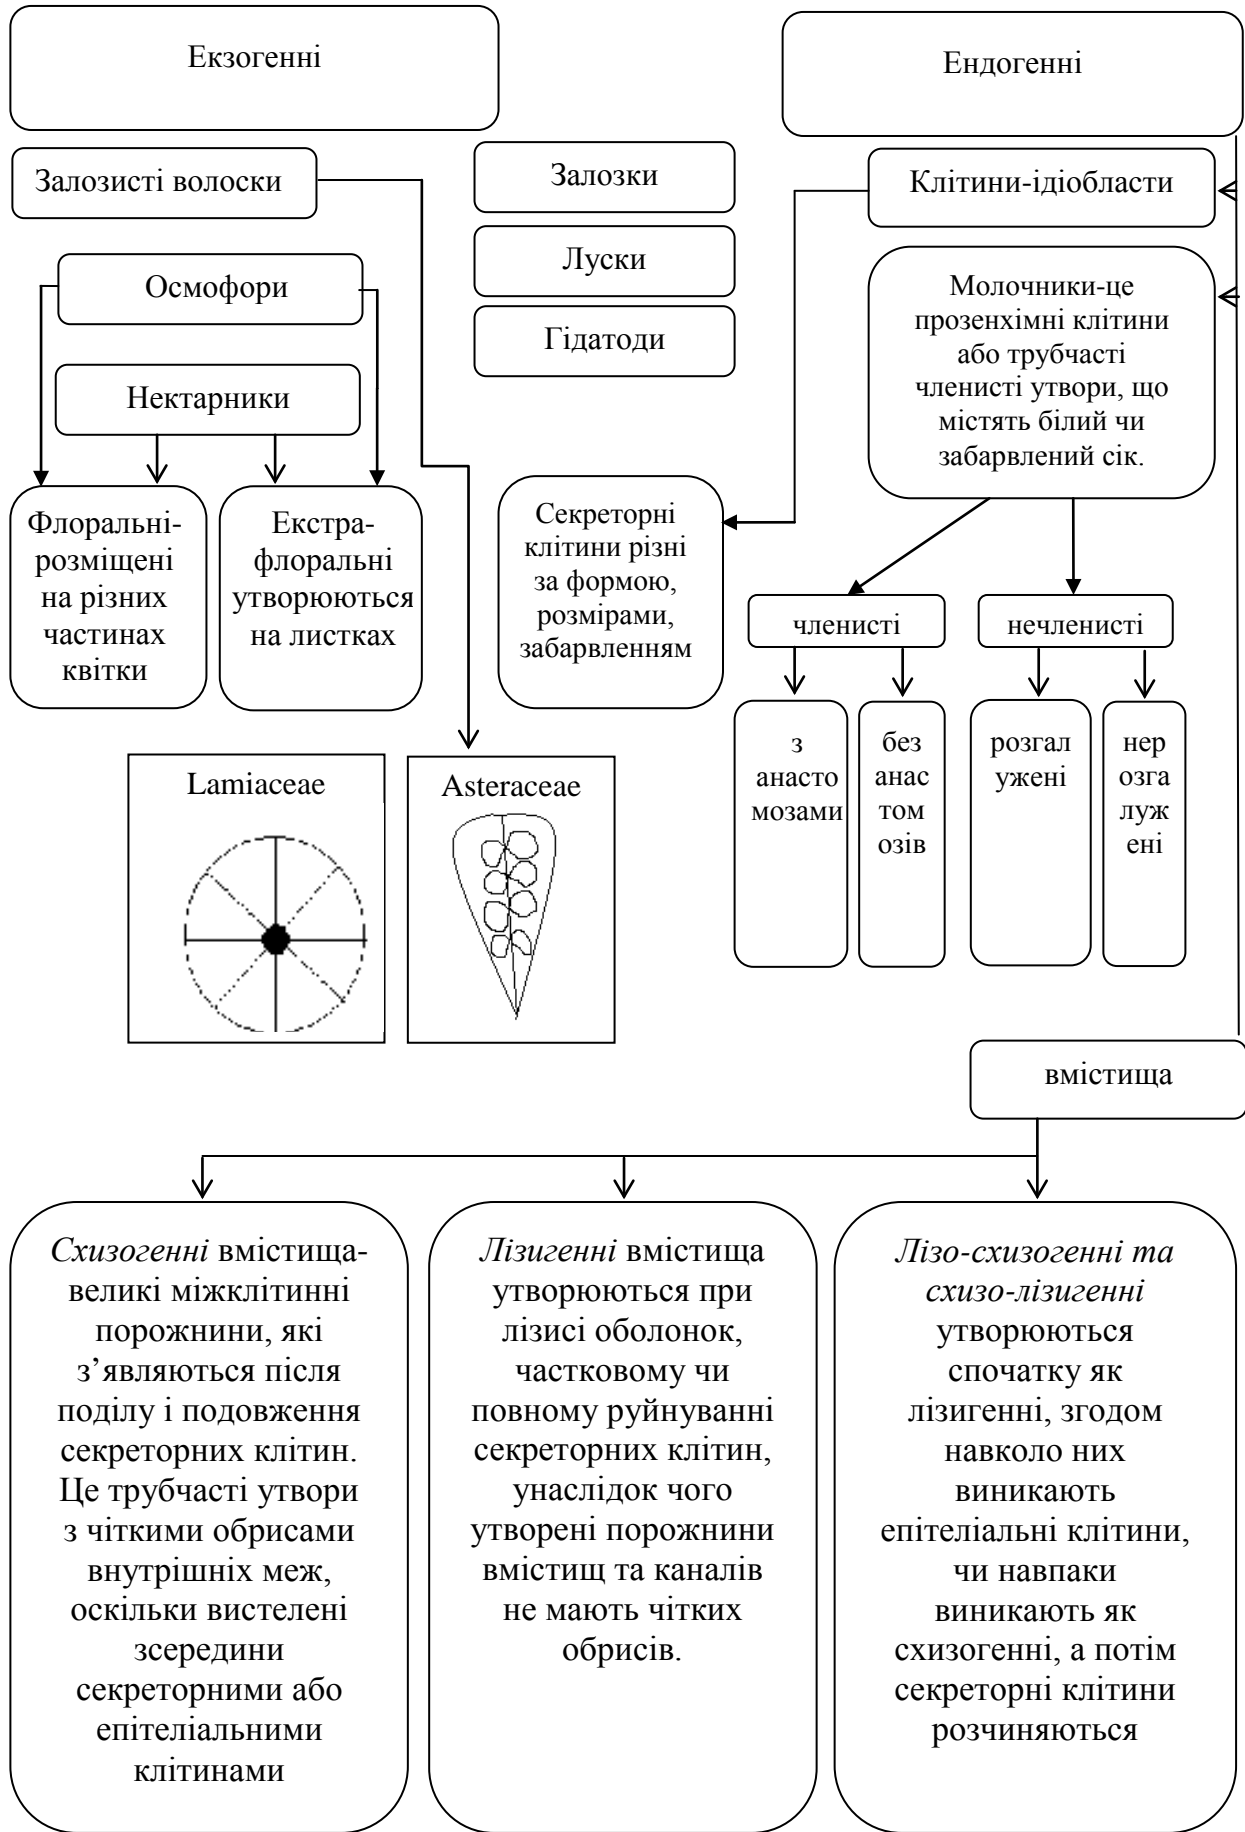 Екзогенні
Ендогенні
Залозисті волоски
Залозки
Клітини-ідіобласти
Луски
Осмофори
Гідатоди
Молочники-це
прозенхімні клітини
або трубчасті
членисті утвори, що
містять білий чи
забарвлений сік.
Нектарники
Флоральні-
розміщені
на різних
частинах
квітки
Екстра-
флоральні
утворюються
на листках
Секреторні
клітини різні
за формою,
розмірами,
забарвленням
членисті
нечленисті
з
анасто
мозами
без
анас
том
озів
розгал
ужені
нер
озга
луж
ені
Lamiaceae
Asteraceae
вмістища
Схизогенні вмістища-
великі міжклітинні
порожнини, які
з’являються після
поділу і подовження
секреторних клітин.
Це трубчасті утвори
з чіткими обрисами
внутрішніх меж,
оскільки вистелені
зсередини
секреторними або
епітеліальними
клітинами
Лізигенні вмістища
утворюються при
лізисі оболонок,
частковому чи
повному руйнуванні
секреторних клітин,
унаслідок чого
утворені порожнини
вмістищ та каналів
не мають чітких
обрисів.
Лізо-схизогенні та
схизо-лізигенні
утворюються
спочатку як
лізигенні, згодом
навколо них
виникають
епітеліальні клітини,
чи навпаки
виникають як
схизогенні, а потім
секреторні клітини
розчиняються